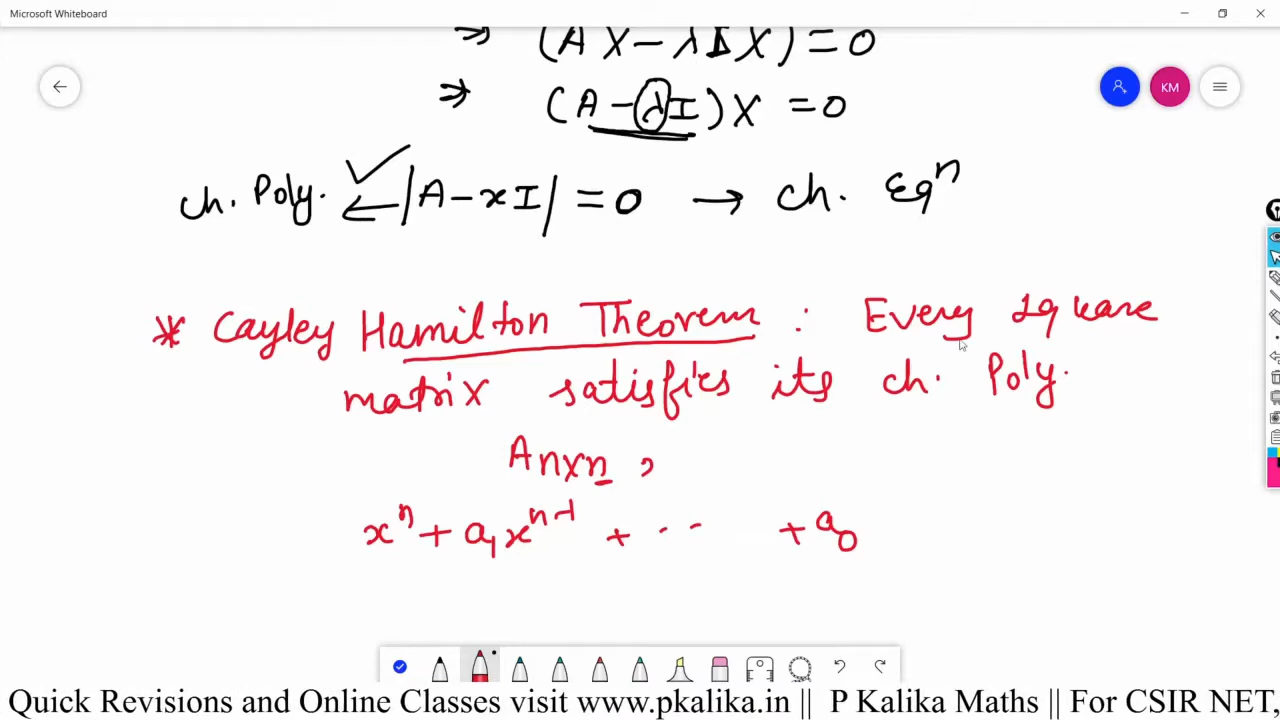 Microsoft Whiteboard
⇒ (AX - λIX) = 0
⇒ (A - λI)X = 0
KM
ch. Poly. ← |A - xI| = 0 → ch. Eqⁿ
* Cayley Hamilton Theorem : Every square
matrix satisfies its ch. Poly.
Anxn ,
xⁿ + a₁xⁿ⁻¹ + -- + a₀
Quick Revisions and Online Classes visit www.pkalika.in || P Kalika Maths || For CSIR NET,